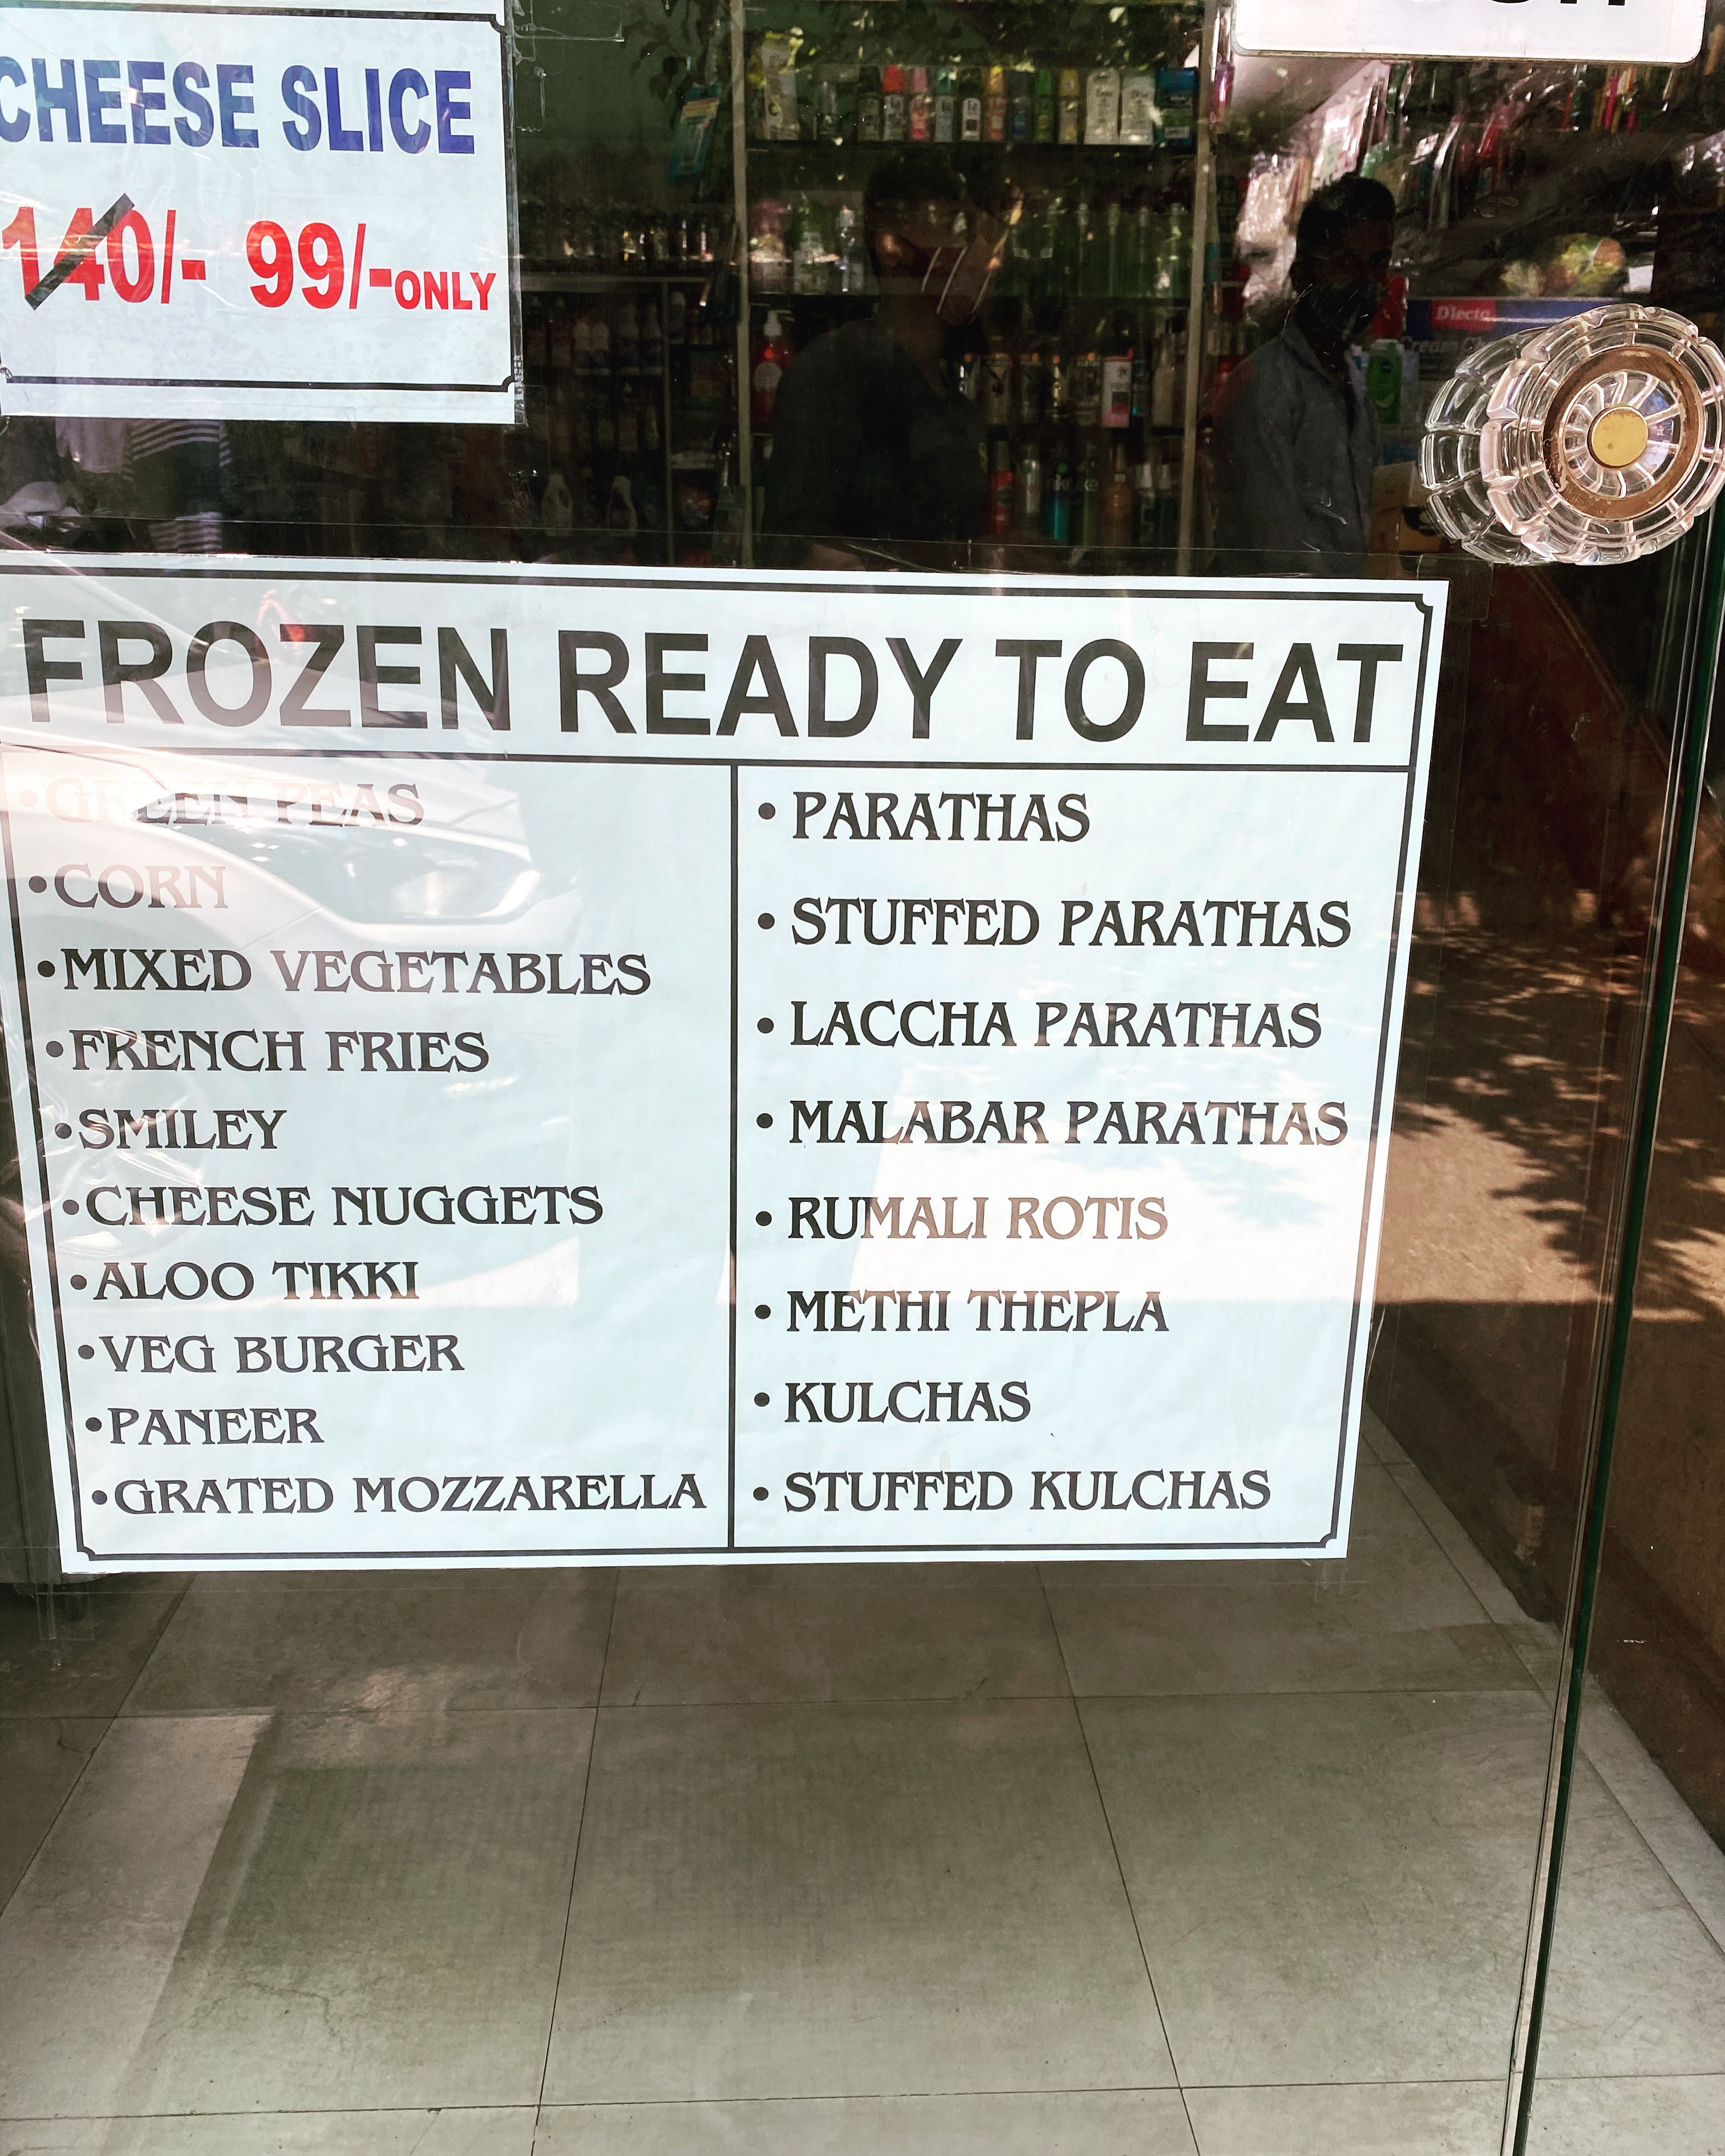 CHEESE SLICE
140/- 99/-ONLY
D'lecta
FROZEN READY TO EAT
•GREEN PEAS
•CORN
•MIXED VEGETABLES
•FRENCH FRIES
•SMILEY
•CHEESE NUGGETS
•ALOO TIKKI
•VEG BURGER
•PANEER
•GRATED MOZZARELLA
• PARATHAS
• STUFFED PARATHAS
• LACCHA PARATHAS
• MALABAR PARATHAS
• RUMALI ROTIS
• METHI THEPLA
• KULCHAS
• STUFFED KULCHAS